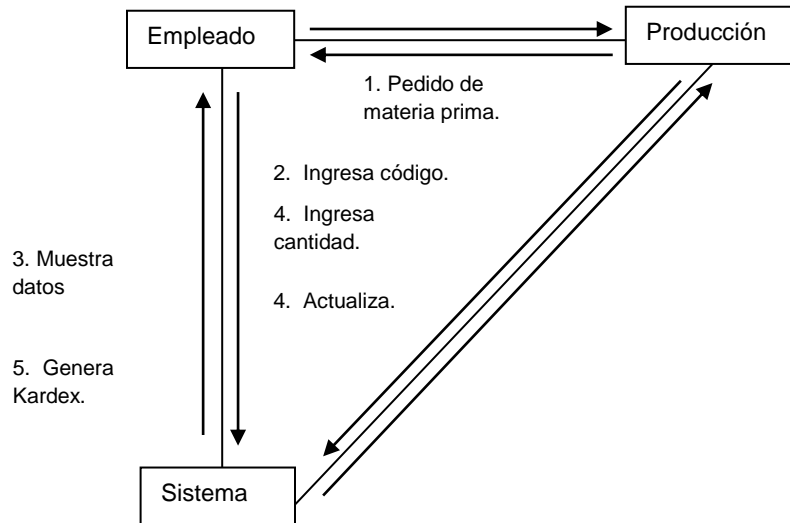 Empleado
Producción
1. Pedido de
materia prima.
2. Ingresa código.
4. Ingresa
cantidad.
3. Muestra
datos
4. Actualiza.
5. Genera
Kardex.
Sistema